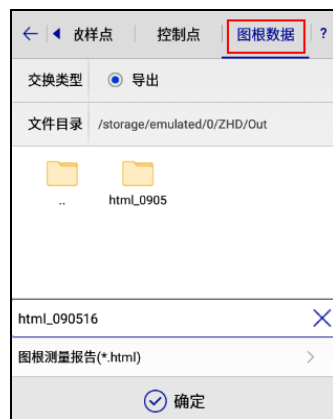 放样点 控制点 图根数据 ?
交换类型 导出
文件目录 /storage/emulated/0/ZHD/Out
.. html_0905
html_090516
图根测量报告(*.html)
确定